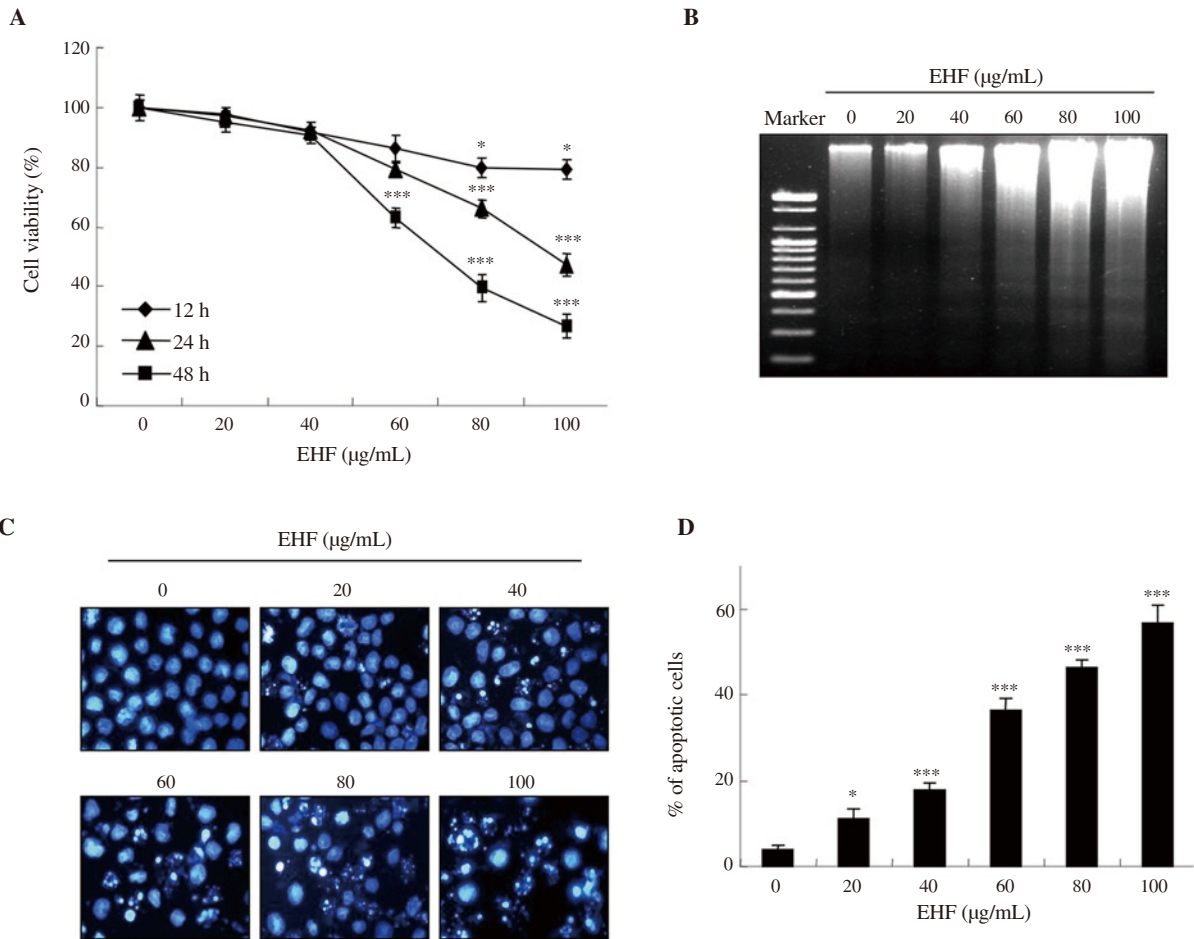 A
120
100
80
60
40
20
0
Cell viability (%)
* *
*** *** ***
*** ***
12 h
24 h
48 h
0 20 40 60 80 100
EHF (µg/mL)
B
EHF (µg/mL)
Marker 0 20 40 60 80 100
C
EHF (µg/mL)
0 20 40
60 80 100
D
60
40
20
0
% of apoptotic cells
* *** *** *** ***
0 20 40 60 80 100
EHF (µg/mL)